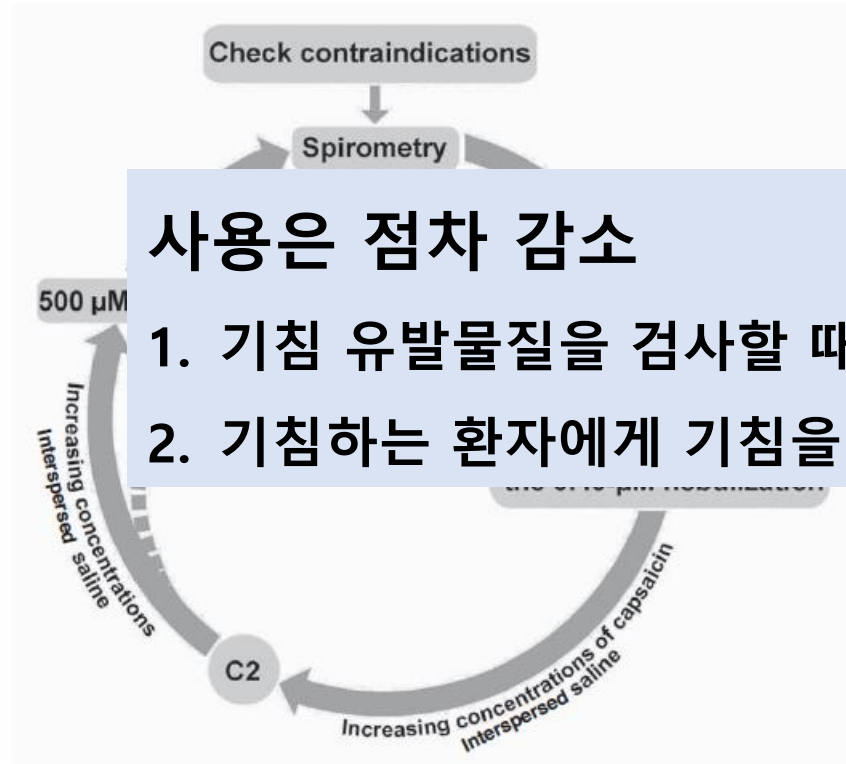 Check contraindications
Spirometry
사용은 점차 감소
500 μM
1. 기침 유발물질을 검사할
2. 기침하는 환자에게 기침을
Increasing concentrations
Interspersed saline
Increasing concentrations of capsaicin
Interspersed saline
C2